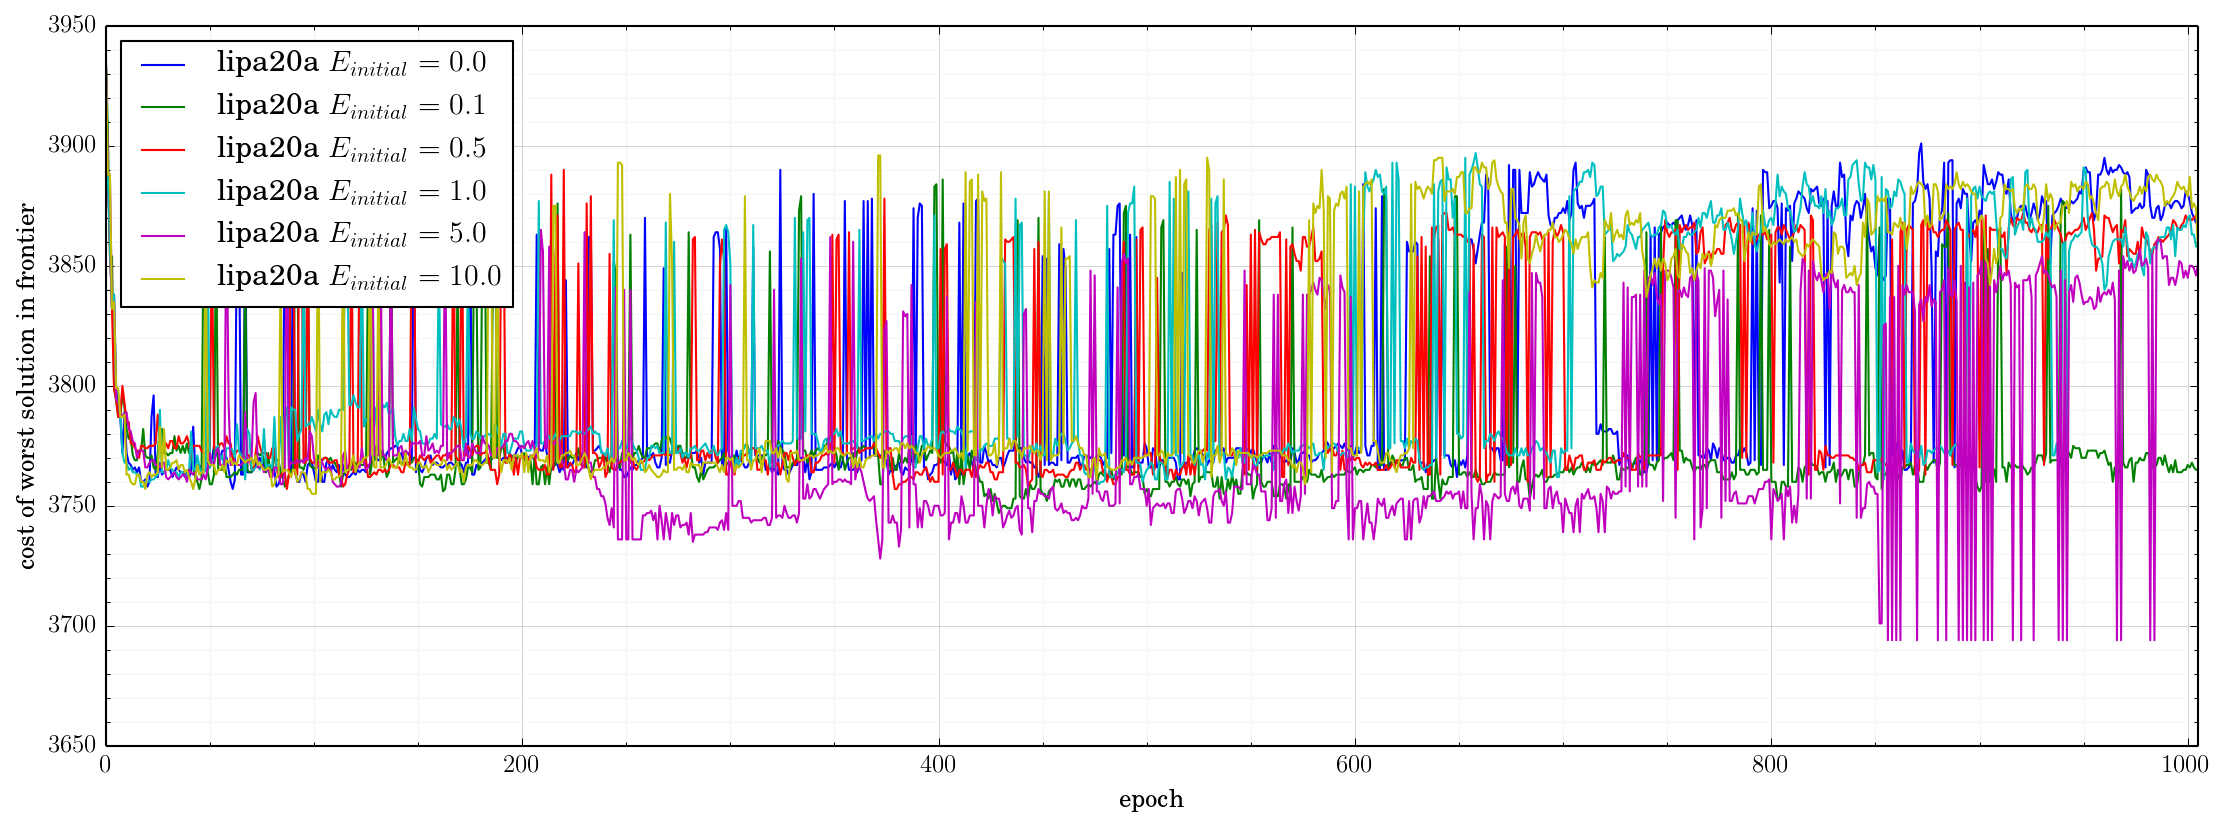 3950
3900
3850
3800
3750
3700
3650
cost of worst solution in frontier
lipa20a E_initial = 0.0
lipa20a E_initial = 0.1
lipa20a E_initial = 0.5
lipa20a E_initial = 1.0
lipa20a E_initial = 5.0
lipa20a E_initial = 10.0
0 200 400 600 800 1000
epoch